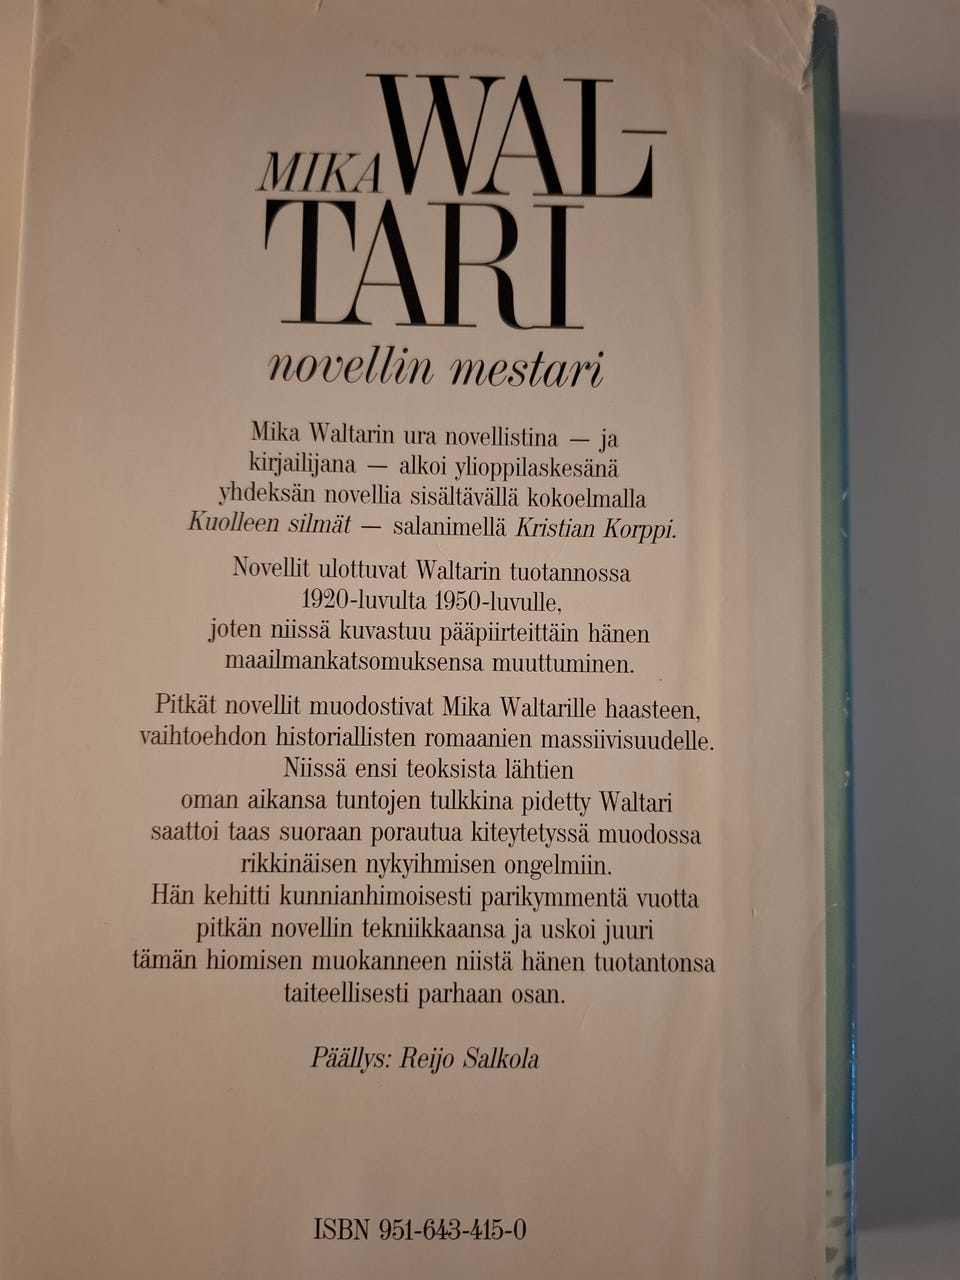 MIKA WAL-
TARI
novellin mestari
Mika Waltarin ura novellistina — ja
kirjailijana — alkoi ylioppilaskesänä
yhdeksän novellia sisältävällä kokoelmalla
Kuolleen silmät — salanimellä Kristian Korppi.
Novellit ulottuvat Waltarin tuotannossa
1920-luvulta 1950-luvulle,
joten niissä kuvastuu pääpiirteittäin hänen
maailmankatsomuksensa muuttuminen.
Pitkät novellit muodostivat Mika Waltarille haasteen,
vaihtoehdon historiallisten romaanien massiivisuudelle.
Niissä ensi teoksista lähtien
oman aikansa tuntojen tulkkina pidetty Waltari
saattoi taas suoraan porautua kiteytetyssä muodossa
rikkinäisen nykyihmisen ongelmiin.
Hän kehitti kunnianhimoisesti parikymmentä vuotta
pitkän novellin tekniikkaansa ja uskoi juuri
tämän hiomisen muokanneen niistä hänen tuotantonsa
taiteellisesti parhaan osan.
Päällys: Reijo Salkola
ISBN 951-643-415-0